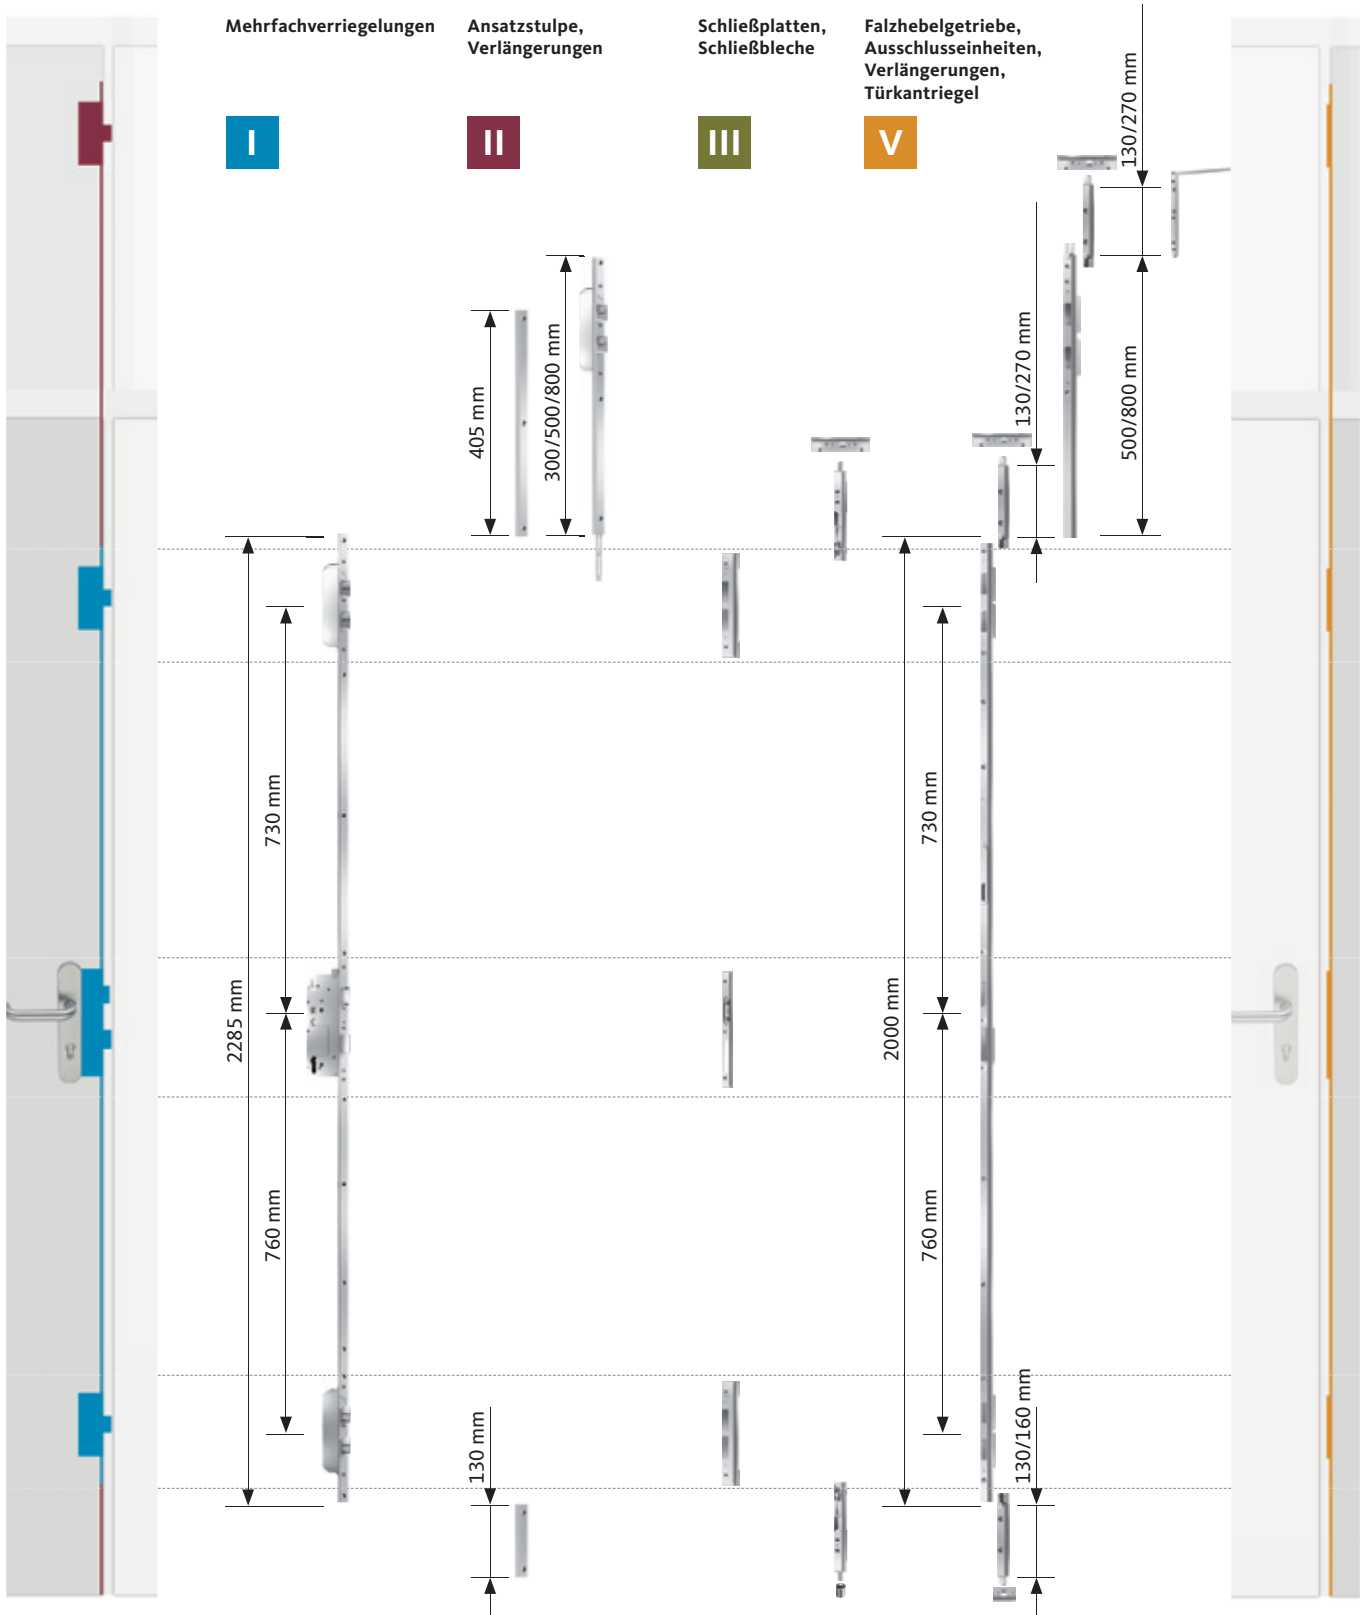 Mehrfachverriegelungen
Ansatzstulpe,
Verlängerungen
Schließplatten,
Schließbleche
Falzhebelgetriebe,
Ausschlusseinheiten,
Verlängerungen,
Türkantriegel
I
II
III
V
130/270 mm
405 mm
300/500/800 mm
130/270 mm
500/800 mm
730 mm
730 mm
2285 mm
2000 mm
760 mm
760 mm
130 mm
130/160 mm